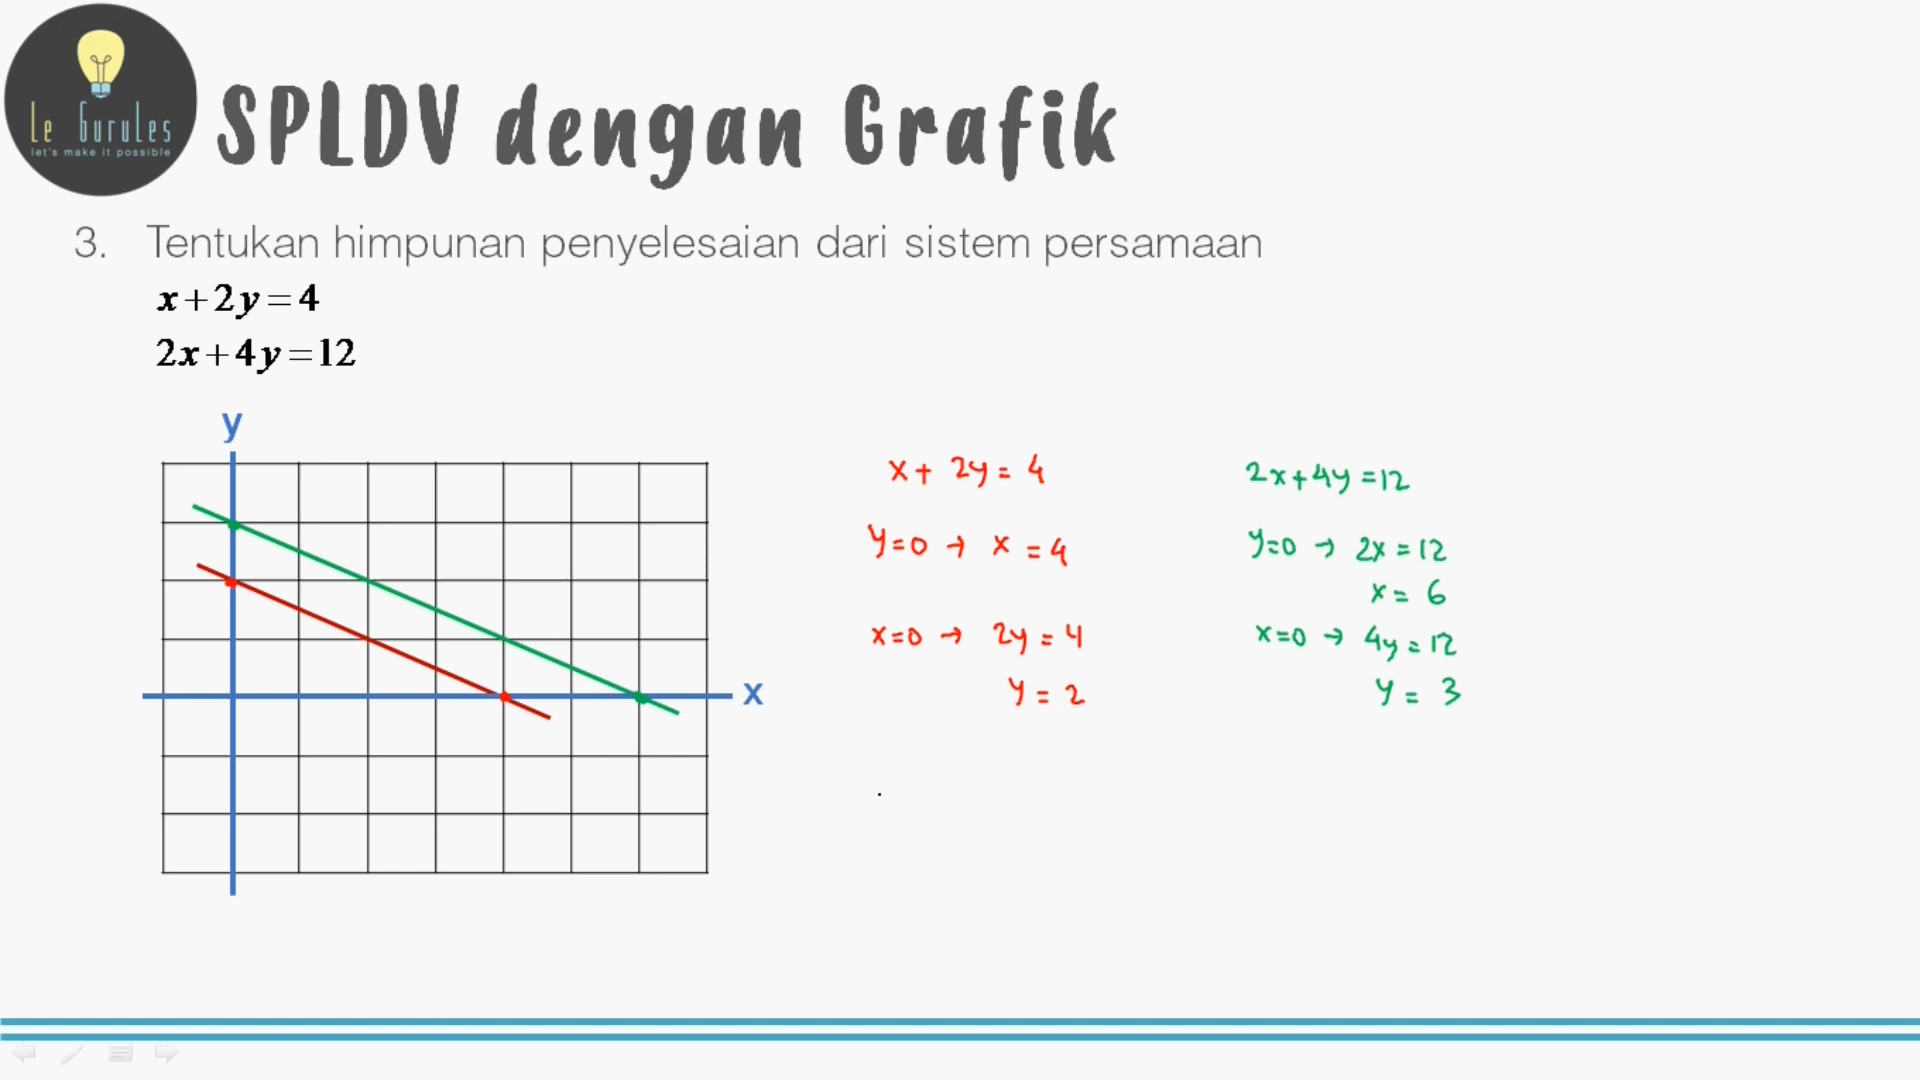 Le Gurules
let's make it possible
SPLDV dengan Grafik
3. Tentukan himpunan penyelesaian dari sistem persamaan
x+2y=4
2x+4y=12
y
x
x + 2y = 4
y=0 → x = 4
x=0 → 2y = 4
y = 2
2x+4y=12
y=0 → 2x = 12
x = 6
x=0 → 4y = 12
y = 3